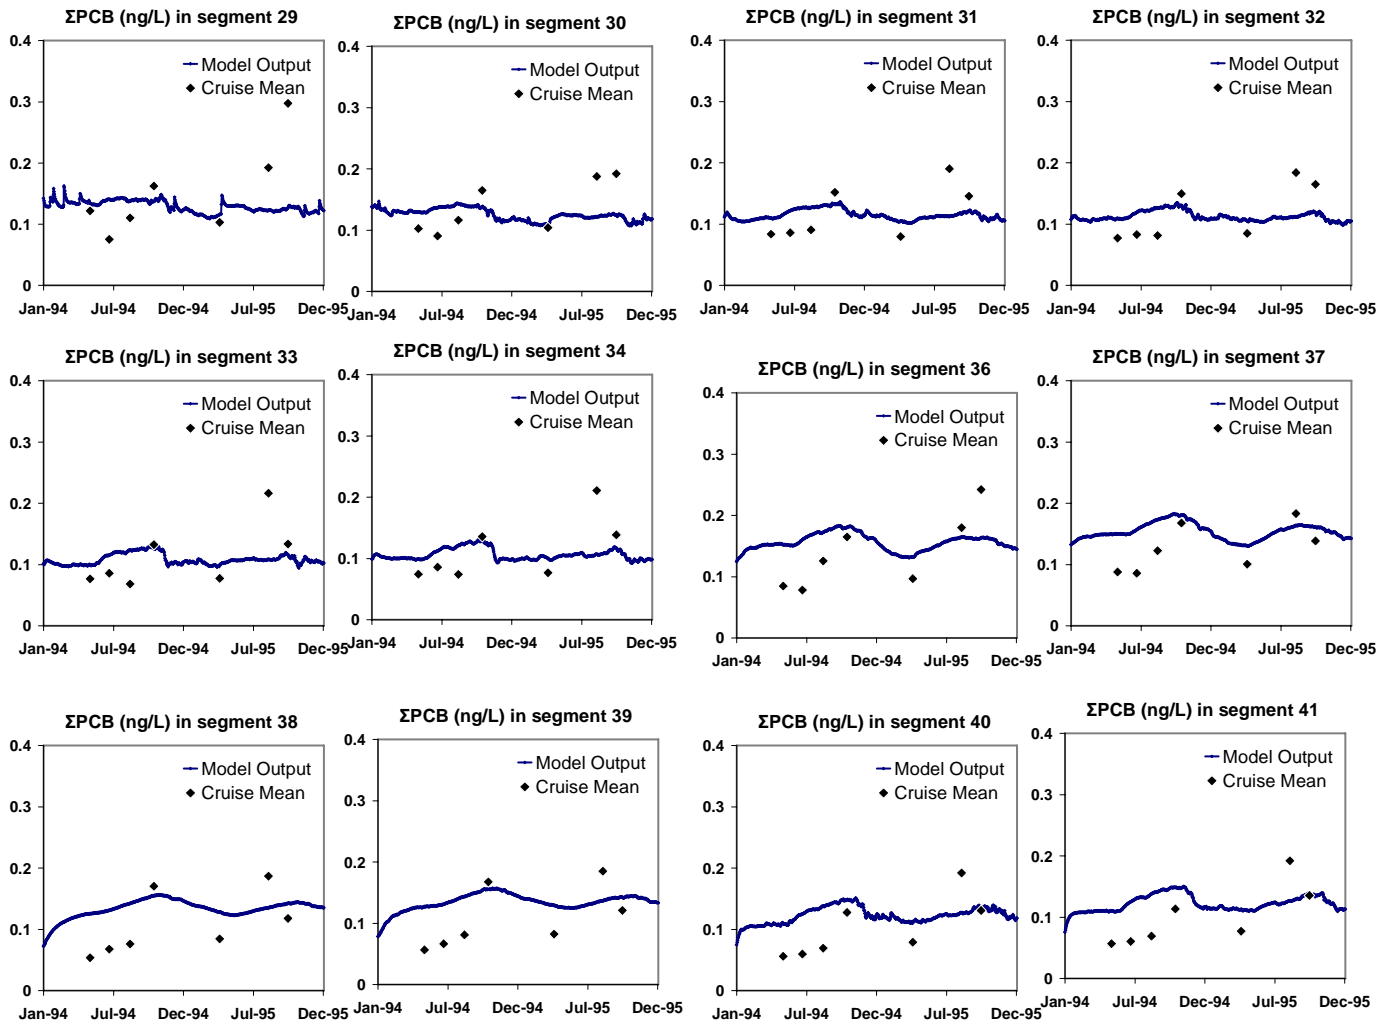 ΣPCB (ng/L) in segment 29
0.4
0.3
0.2
0.1
0
Model Output
Cruise Mean
Jan-94 Jul-94 Dec-94 Jul-95 Dec-95
ΣPCB (ng/L) in segment 30
0.4
0.3
0.2
0.1
0
Model Output
Cruise Mean
Jan-94 Jul-94 Dec-94 Jul-95 Dec-95
ΣPCB (ng/L) in segment 31
0.4
0.3
0.2
0.1
0
Model Output
Cruise Mean
Jan-94 Jul-94 Dec-94 Jul-95 Dec-95
ΣPCB (ng/L) in segment 32
0.4
0.3
0.2
0.1
0
Model Output
Cruise Mean
Jan-94 Jul-94 Dec-94 Jul-95 Dec-95
ΣPCB (ng/L) in segment 33
0.4
0.3
0.2
0.1
0
Model Output
Cruise Mean
Jan-94 Jul-94 Dec-94 Jul-95 Dec-95
ΣPCB (ng/L) in segment 34
0.4
0.3
0.2
0.1
0
Model Output
Cruise Mean
Jan-94 Jul-94 Dec-94 Jul-95 Dec-95
ΣPCB (ng/L) in segment 36
0.4
0.3
0.2
0.1
0
Model Output
Cruise Mean
Jan-94 Jul-94 Dec-94 Jul-95 Dec-95
ΣPCB (ng/L) in segment 37
0.4
0.3
0.2
0.1
0
Model Output
Cruise Mean
Jan-94 Jul-94 Dec-94 Jul-95 Dec-95
ΣPCB (ng/L) in segment 38
0.4
0.3
0.2
0.1
0
Model Output
Cruise Mean
Jan-94 Jul-94 Dec-94 Jul-95 Dec-95
ΣPCB (ng/L) in segment 39
0.4
0.3
0.2
0.1
0
Model Output
Cruise Mean
Jan-94 Jul-94 Dec-94 Jul-95 Dec-95
ΣPCB (ng/L) in segment 40
0.4
0.3
0.2
0.1
0
Model Output
Cruise Mean
Jan-94 Jul-94 Dec-94 Jul-95 Dec-95
ΣPCB (ng/L) in segment 41
0.4
0.3
0.2
0.1
0
Model Output
Cruise Mean
Jan-94 Jul-94 Dec-94 Jul-95 Dec-95